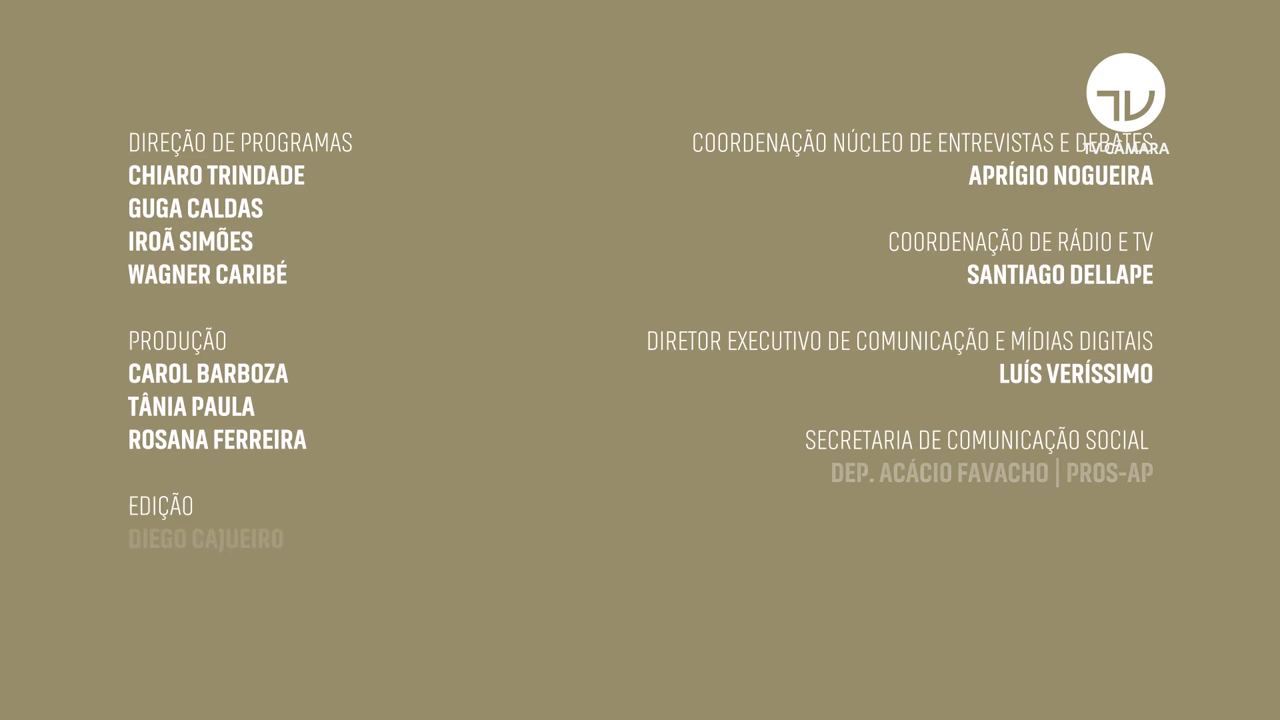 DIREÇÃO DE PROGRAMAS
CHIARO TRINDADE
GUGA CALDAS
IROÃ SIMÕES
WAGNER CARIBÉ
PRODUÇÃO
CAROL BARBOZA
TÂNIA PAULA
ROSANA FERREIRA
EDIÇÃO
DIEGO CAJUEIRO
TV
TV CÂMARA
COORDENAÇÃO NÚCLEO DE ENTREVISTAS E DEBATES
APRÍGIO NOGUEIRA
COORDENAÇÃO DE RÁDIO E TV
SANTIAGO DELLAPE
DIRETOR EXECUTIVO DE COMUNICAÇÃO E MÍDIAS DIGITAIS
LUÍS VERÍSSIMO
SECRETARIA DE COMUNICAÇÃO SOCIAL
DEP. ACÁCIO FAVACHO | PROS-AP